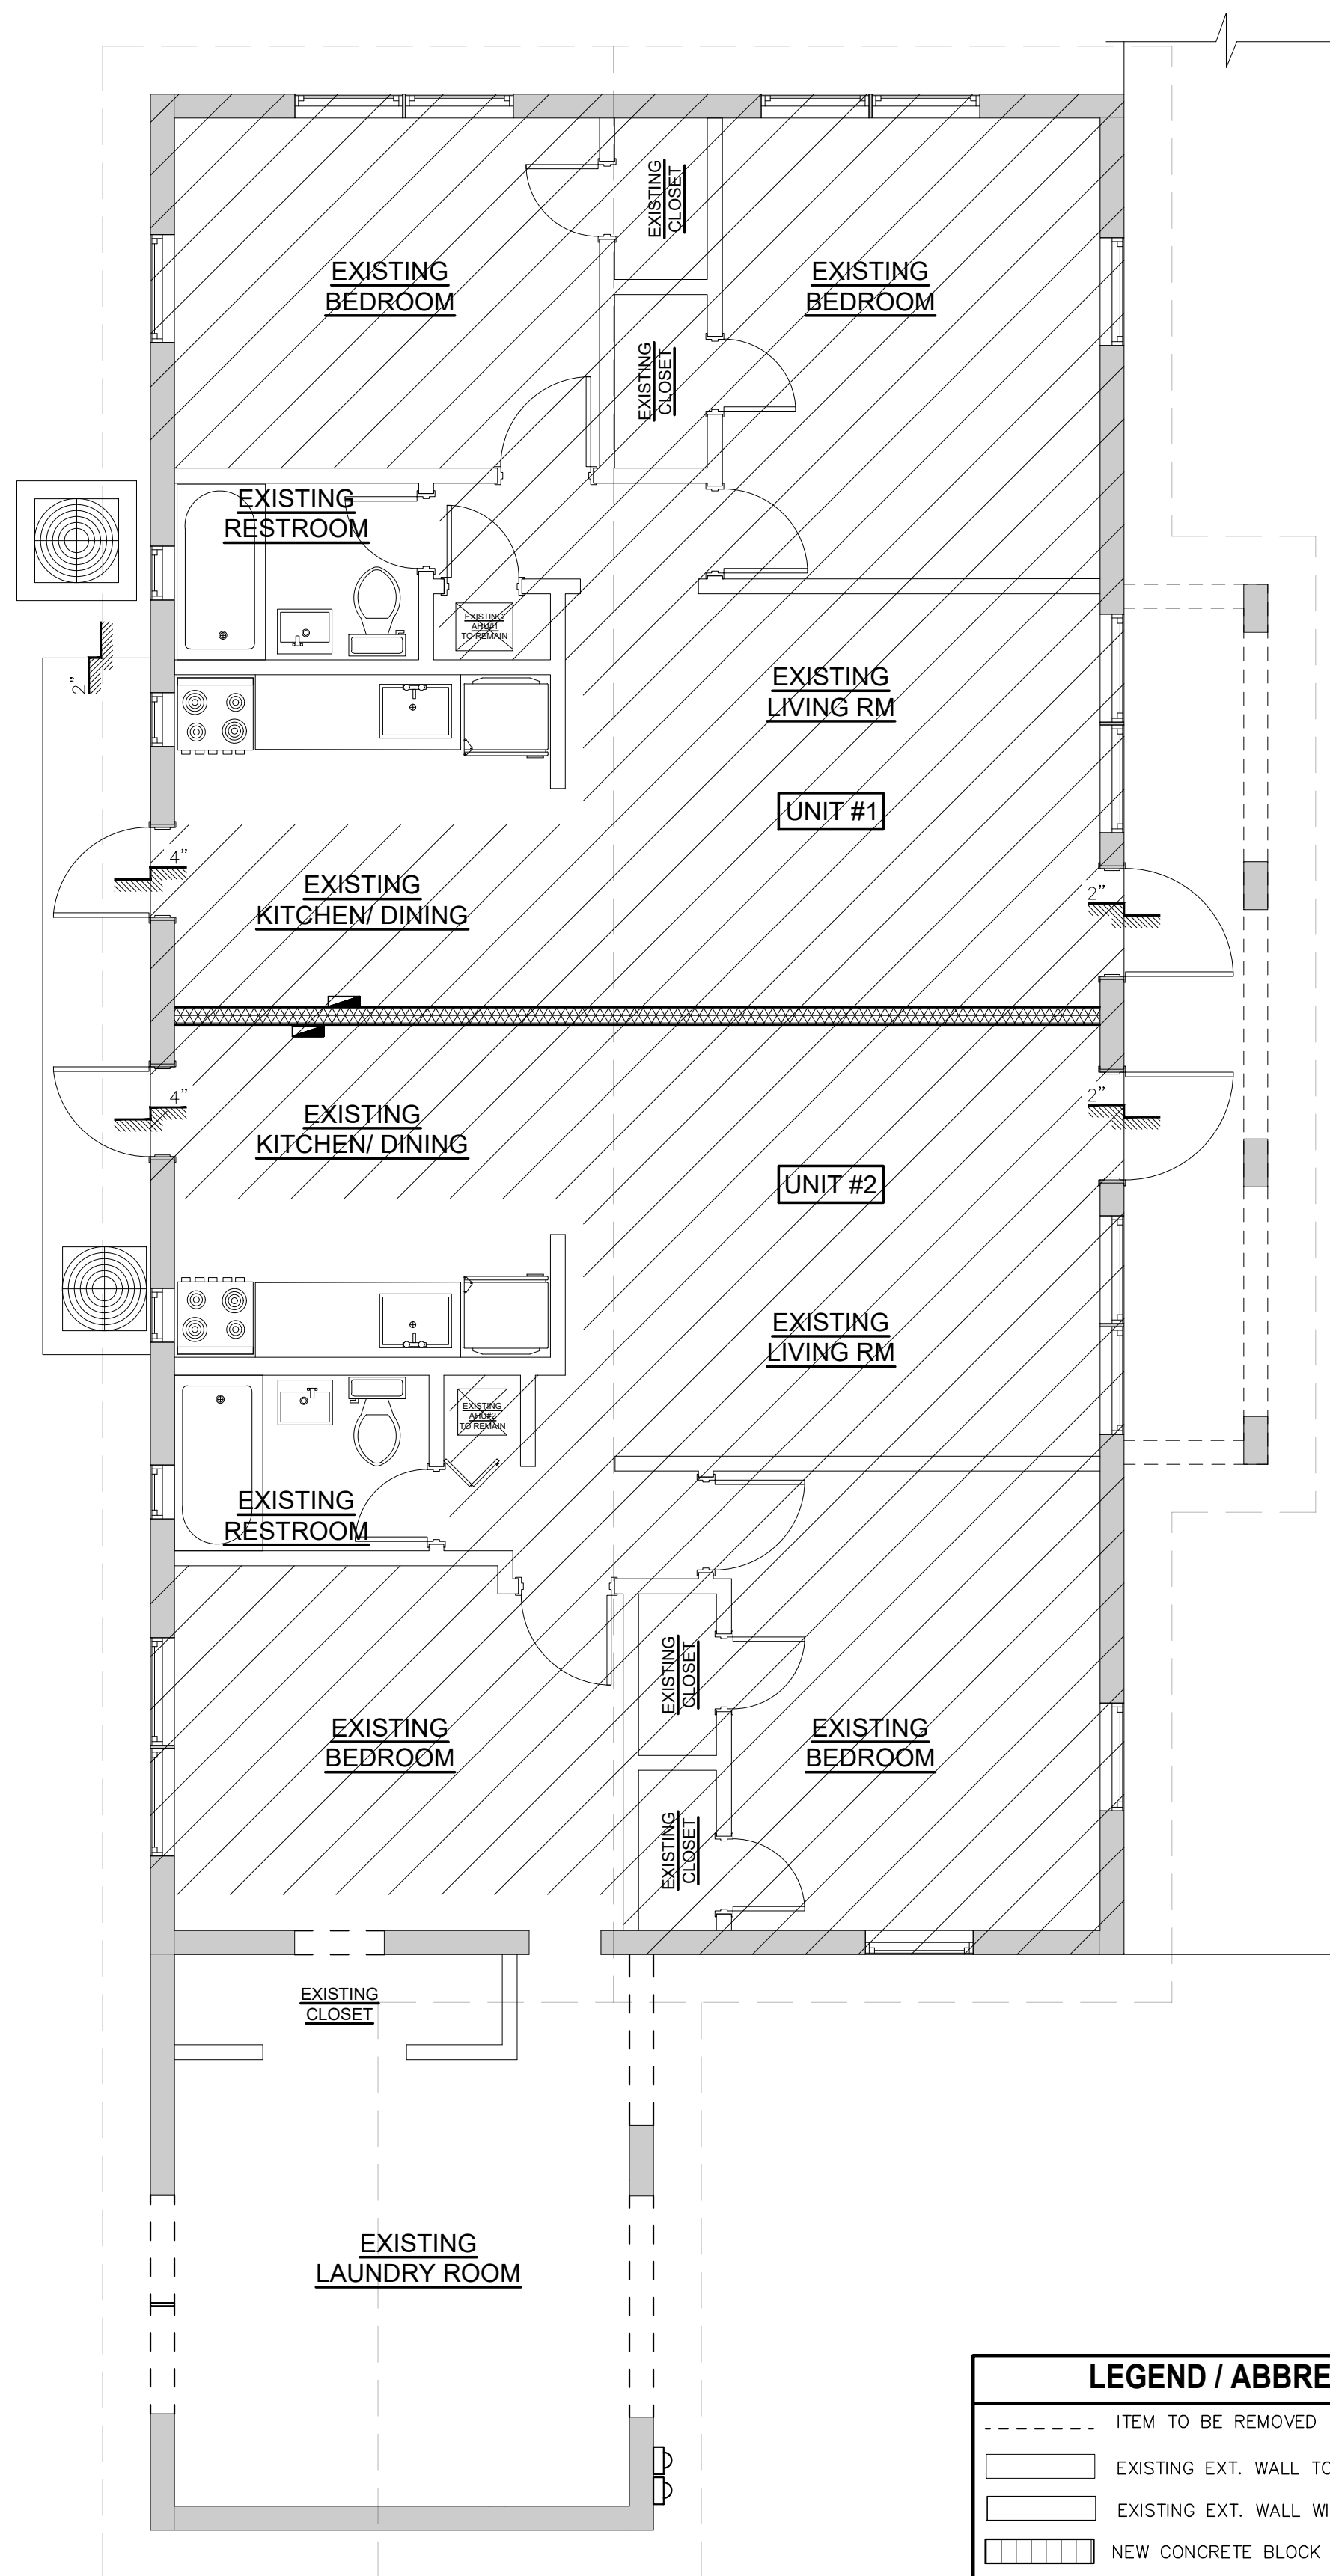 EXISTING
CLOSET
EXISTING
BEDROOM
EXISTING
BEDROOM
EXISTING
CLOSET
EXISTING
RESTROOM
EXISTING
AHU#1
TO REMAIN
2"
EXISTING
LIVING RM
UNIT #1
4"
EXISTING
KITCHEN/ DINING
2"
4"
EXISTING
KITCHEN/ DINING
2"
UNIT #2
EXISTING
LIVING RM
EXISTING
AHU#2
TO REMAIN
EXISTING
RESTROOM
EXISTING
CLOSET
EXISTING
BEDROOM
EXISTING
BEDROOM
EXISTING
CLOSET
EXISTING
CLOSET
EXISTING
LAUNDRY ROOM
LEGEND / ABBRE
ITEM TO BE REMOVED
EXISTING EXT. WALL TO
EXISTING EXT. WALL WI
NEW CONCRETE BLOCK